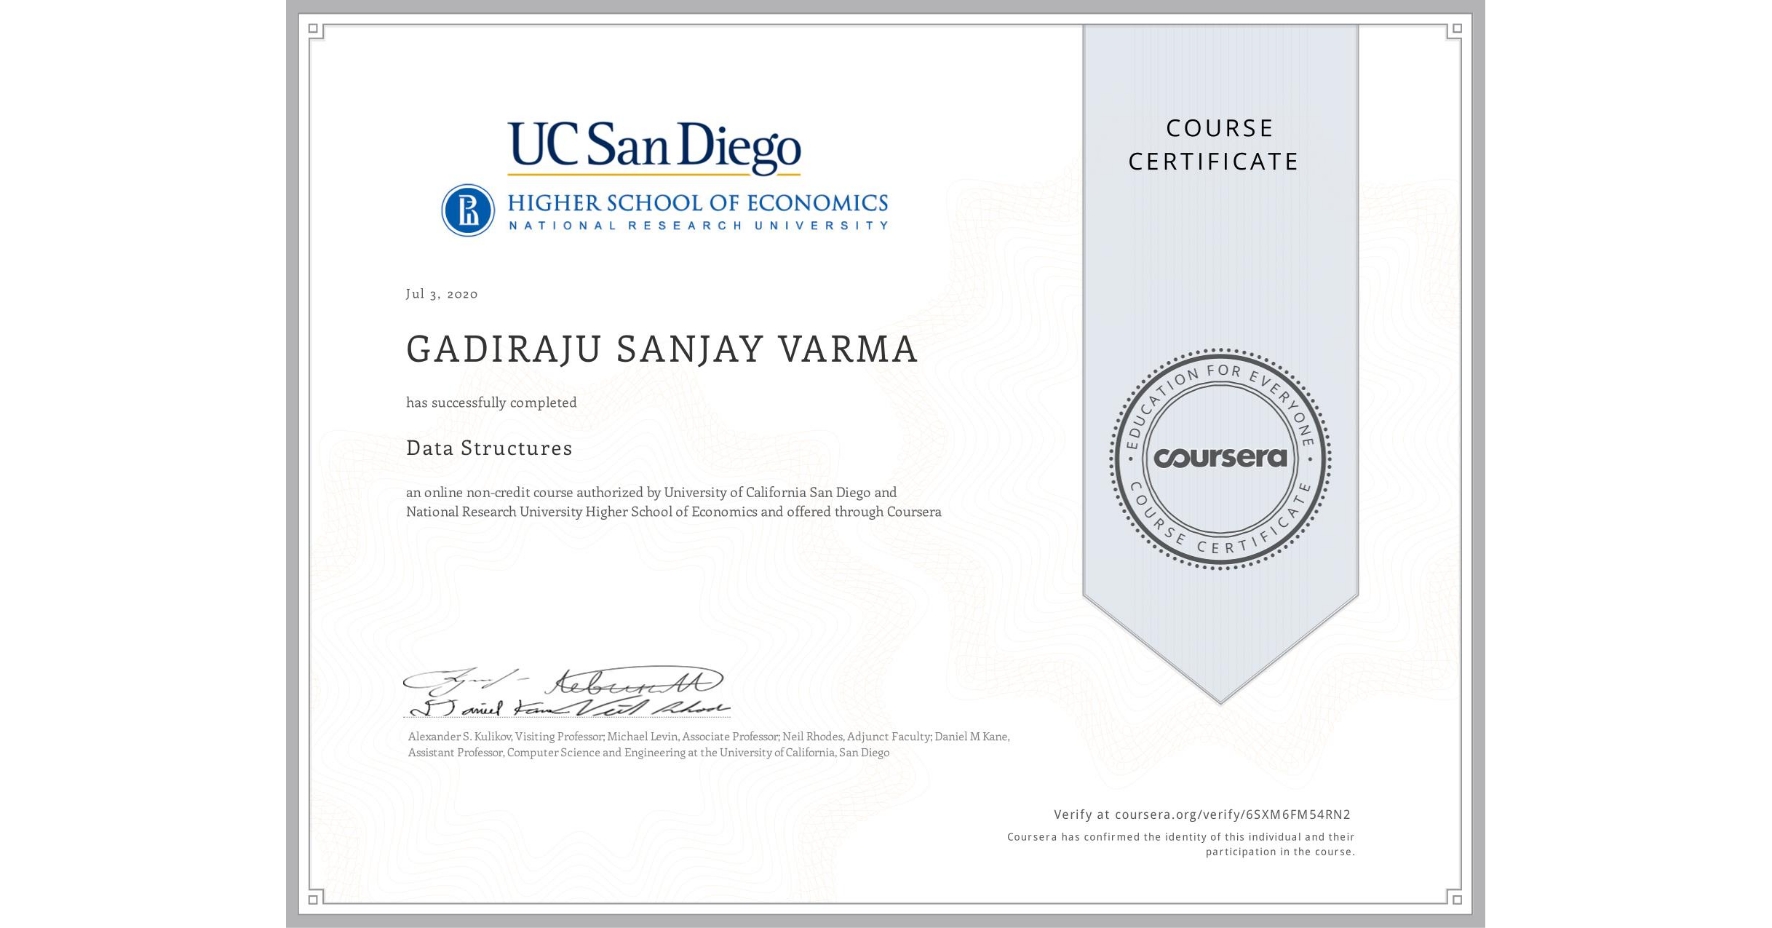 UC San Diego
HIGHER SCHOOL OF ECONOMICS
NATIONAL RESEARCH UNIVERSITY
COURSE
CERTIFICATE
Jul 3, 2020
GADIRAJU SANJAY VARMA
has successfully completed
Data Structures
an online non-credit course authorized by University of California San Diego and
National Research University Higher School of Economics and offered through Coursera
EDUCATION FOR EVERYONE
coursera
COURSE CERTIFICATE
Alexander S. Kulikov, Visiting Professor; Michael Levin, Associate Professor; Neil Rhodes, Adjunct Faculty; Daniel M Kane,
Assistant Professor, Computer Science and Engineering at the University of California, San Diego
Verify at coursera.org/verify/6SXM6FM54RN2
Coursera has confirmed the identity of this individual and their
participation in the course.